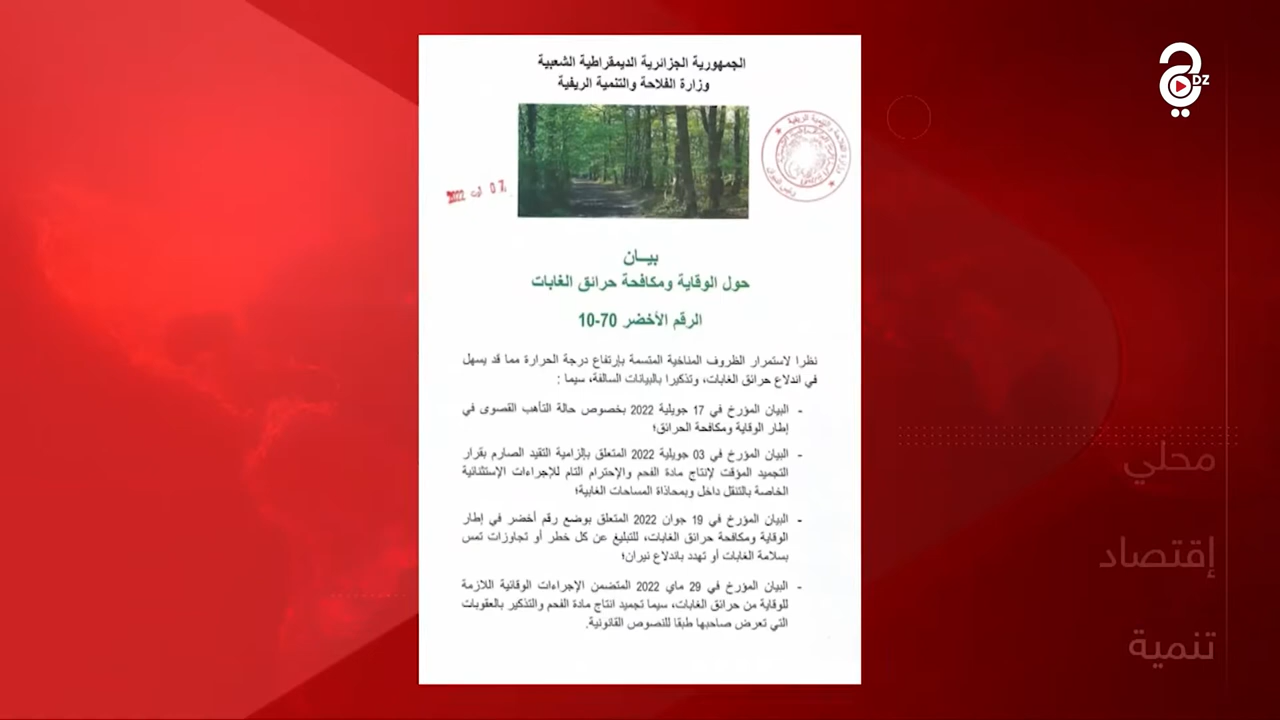 DZ
الجمهورية الجزائرية الديمقراطية الشعبية
وزارة الفلاحة والتنمية الريفية
07 أوت 2022
بيــان
حول الوقاية ومكافحة حرائق الغابات
الرقم الأخضر 70-10
نظرا لاستمرار الظروف المناخية المتسمة بإرتفاع درجة الحرارة مما قد يسهل
في اندلاع حرائق الغابات، وتذكيرا بالبيانات السالفة، سيما :
- البيان المؤرخ في 17 جويلية 2022 بخصوص حالة التأهب القصوى في
إطار الوقاية ومكافحة الحرائق؛
- البيان المؤرخ في 03 جويلية 2022 المتعلق بإلزامية التقيد الصارم بقرار
التجميد المؤقت لإنتاج مادة الفحم والإحترام التام للإجراءات الإستثنائية
الخاصة بالتنقل داخل وبمحاذاة المساحات الغابية؛
- البيان المؤرخ في 19 جوان 2022 المتعلق بوضع رقم أخضر في إطار
الوقاية ومكافحة حرائق الغابات، للتبليغ عن كل خطر أو تجاوزات تمس
بسلامة الغابات أو تهدد باندلاع نيران؛
- البيان المؤرخ في 29 ماي 2022 المتضمن الإجراءات الوقائية اللازمة
للوقاية من حرائق الغابات، سيما تجميد انتاج مادة الفحم والتذكير بالعقوبات
التي تعرض صاحبها طبقا للنصوص القانونية.
محلي
إقتصاد
تنمية